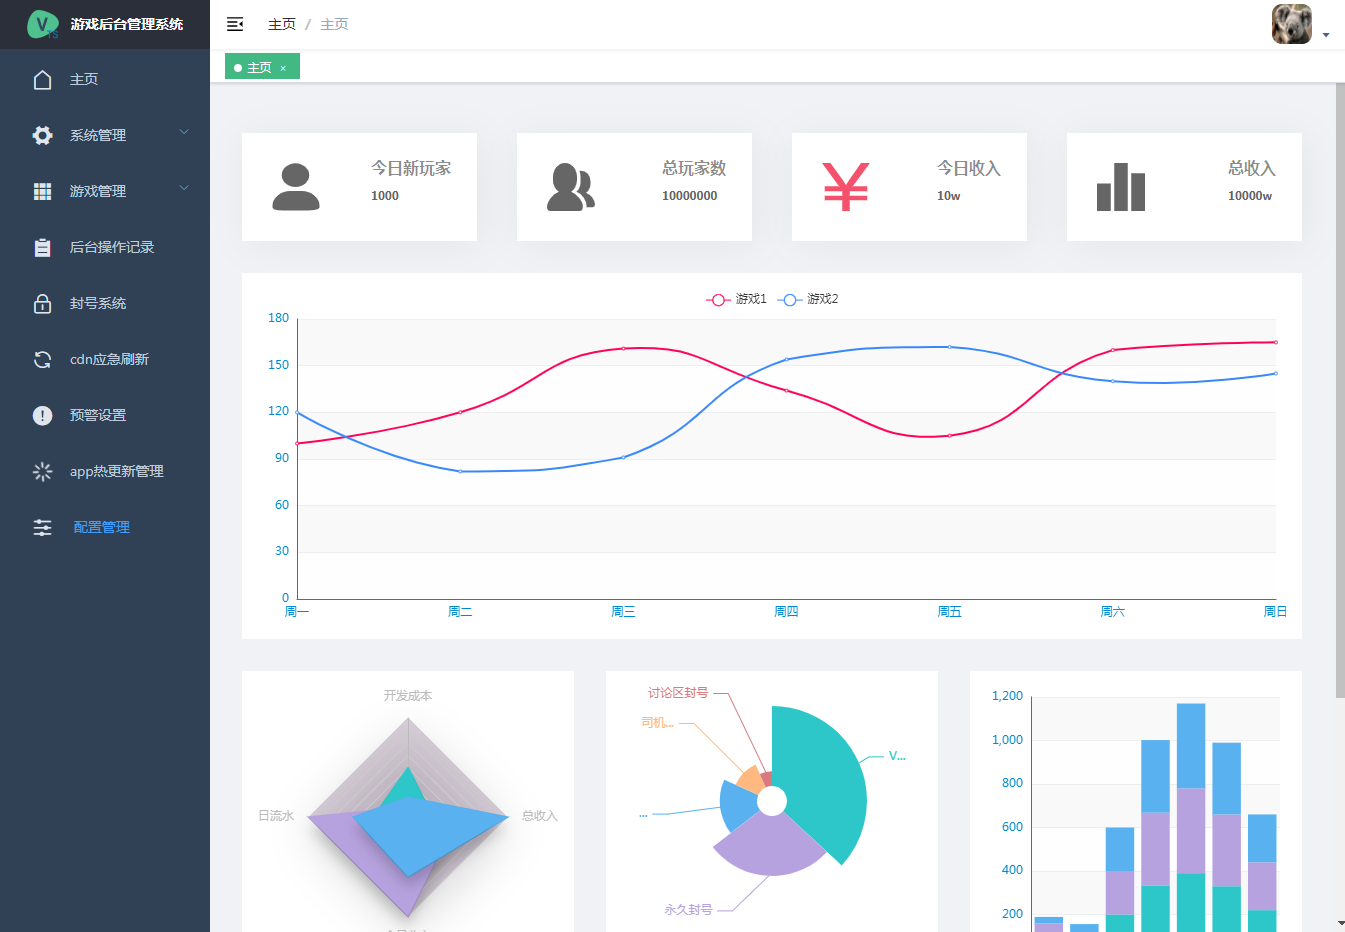 游戏后台管理系统
主页
系统管理
游戏管理
后台操作记录
封号系统
cdn应急刷新
预警设置
app热更新管理
配置管理
主页 / 主页
主页 ×
今日新玩家
1000
总玩家数
10000000
今日收入
10w
总收入
10000w
游戏1 游戏2
180
150
120
90
60
30
0
周一 周二 周三 周四 周五 周六 周日
开发成本
日流水
总收入
讨论区封号
司机...
V...
...
永久封号
1,200
1,000
800
600
400
200